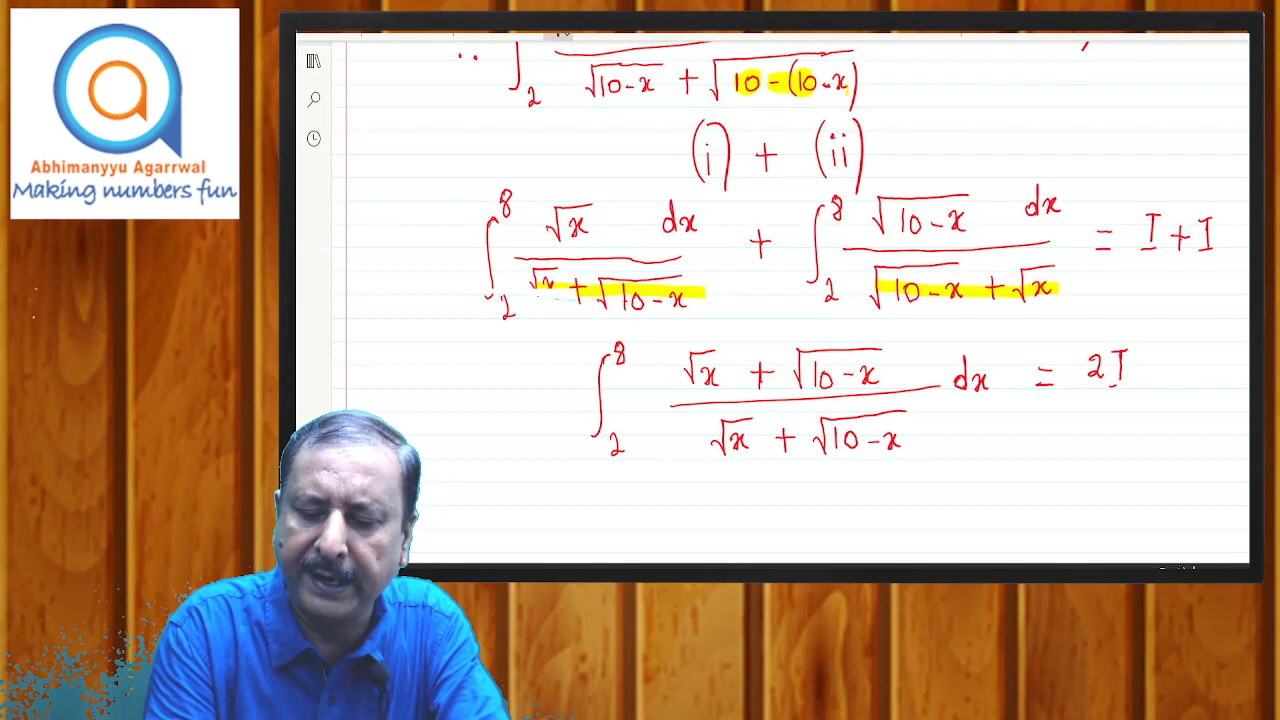 ∴ ∫₂ √(10-x) + √(10-(10-x))
(i) + (ii)
∫₂⁸ √x dx / (√x + √(10-x)) + ∫₂⁸ √(10-x) dx / (√(10-x) + √x) = I + I
∫₂⁸ (√x + √(10-x)) / (√x + √(10-x)) dx = 2I
Abhimanyyu Agarrwal
Making numbers fun